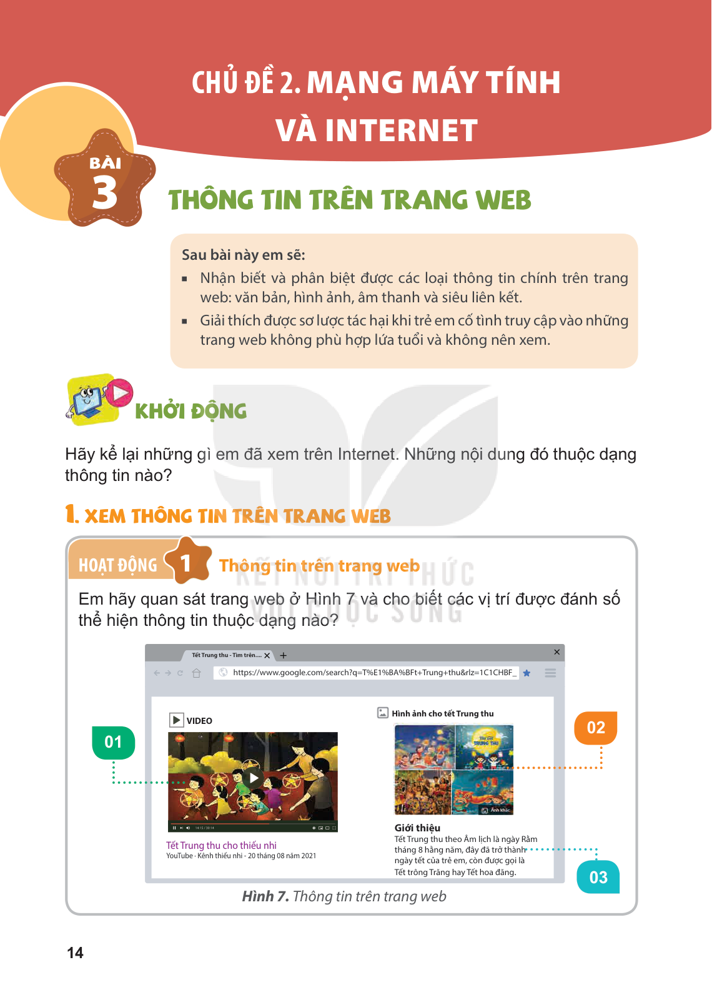 CHỦ ĐỀ 2. MẠNG MÁY TÍNH
VÀ INTERNET
BÀI
3
THÔNG TIN TRÊN TRANG WEB
Sau bài này em sẽ:
▪ Nhận biết và phân biệt được các loại thông tin chính trên trang
web: văn bản, hình ảnh, âm thanh và siêu liên kết.
▪ Giải thích được sơ lược tác hại khi trẻ em cố tình truy cập vào những
trang web không phù hợp lứa tuổi và không nên xem.
KHỞI ĐỘNG
Hãy kể lại những gì em đã xem trên Internet. Những nội dung đó thuộc dạng
thông tin nào?
1. XEM THÔNG TIN TRÊN TRANG WEB
HOẠT ĐỘNG 1 Thông tin trên trang web
KẾT NỐI TRI THỨC
VỚI CUỘC SỐNG
Em hãy quan sát trang web ở Hình 7 và cho biết các vị trí được đánh số
thể hiện thông tin thuộc dạng nào?
Tết Trung thu - Tìm trên....
https://www.google.com/search?q=T%E1%BA%BFt+Trung+thu&rlz=1C1CHBF_
VIDEO
01
14:15 / 30:14
Tết Trung thu cho thiếu nhi
YouTube · Kênh thiếu nhi - 20 tháng 08 năm 2021
Hình ảnh cho tết Trung thu
02
TRUNG THU
Ảnh khác
Giới thiệu
Tết Trung thu theo Âm lịch là ngày Rằm
tháng 8 hằng năm, đây đã trở thành
ngày tết của trẻ em, còn được gọi là
Tết trông Trăng hay Tết hoa đăng.
03
Hình 7. Thông tin trên trang web
14